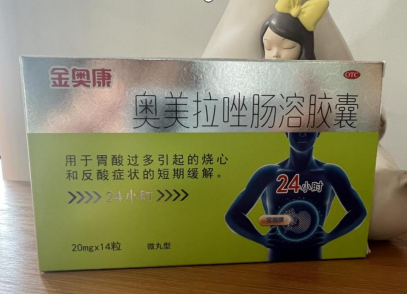 金奥康
OTC
奥美拉唑肠溶胶囊
用于胃酸过多引起的烧心
和反酸症状的短期缓解。
>>>> 24小时 >>>>
24小时
20mg×14粒
微丸型